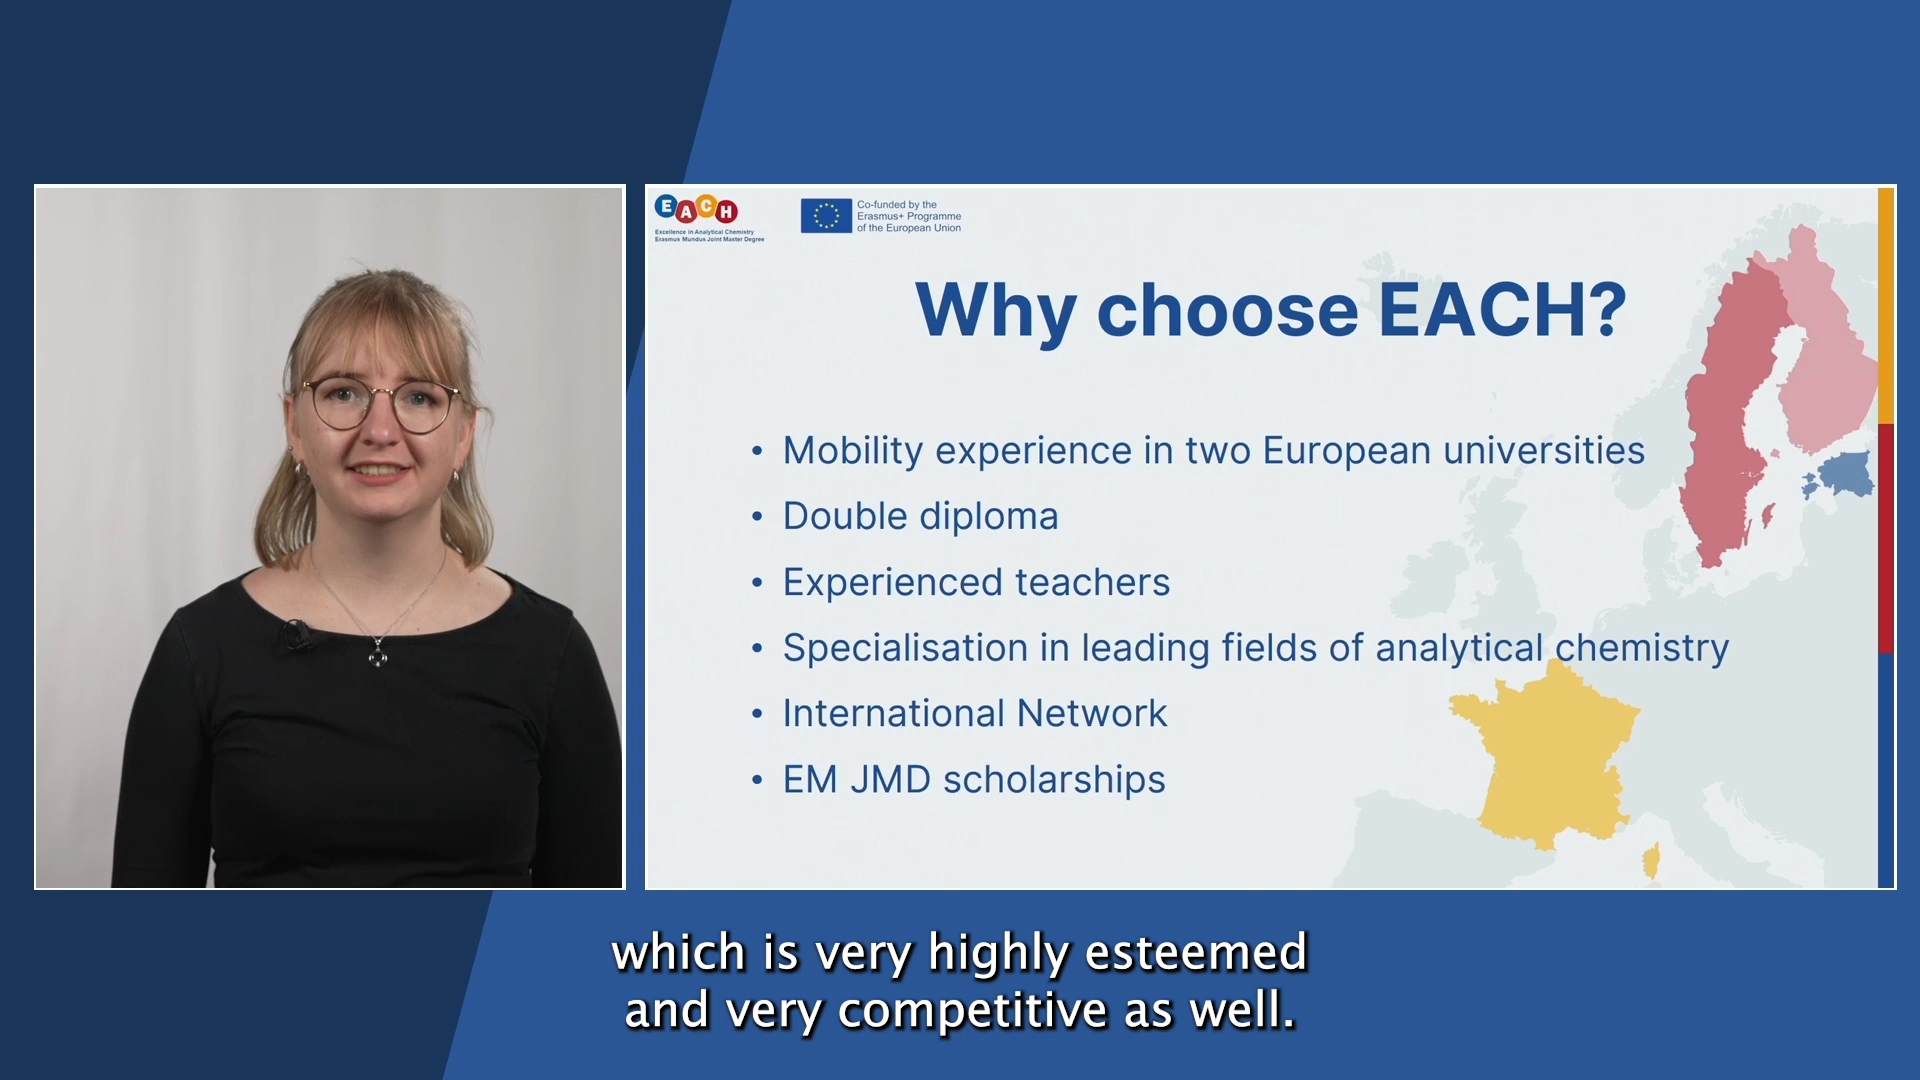 EACH
Excellence in Analytical Chemistry
Erasmus Mundus Joint Master Degree
Co-funded by the
Erasmus+ Programme
of the European Union
Why choose EACH?
• Mobility experience in two European universities
• Double diploma
• Experienced teachers
• Specialisation in leading fields of analytical chemistry
• International Network
• EM JMD scholarships
which is very highly esteemed
and very competitive as well.